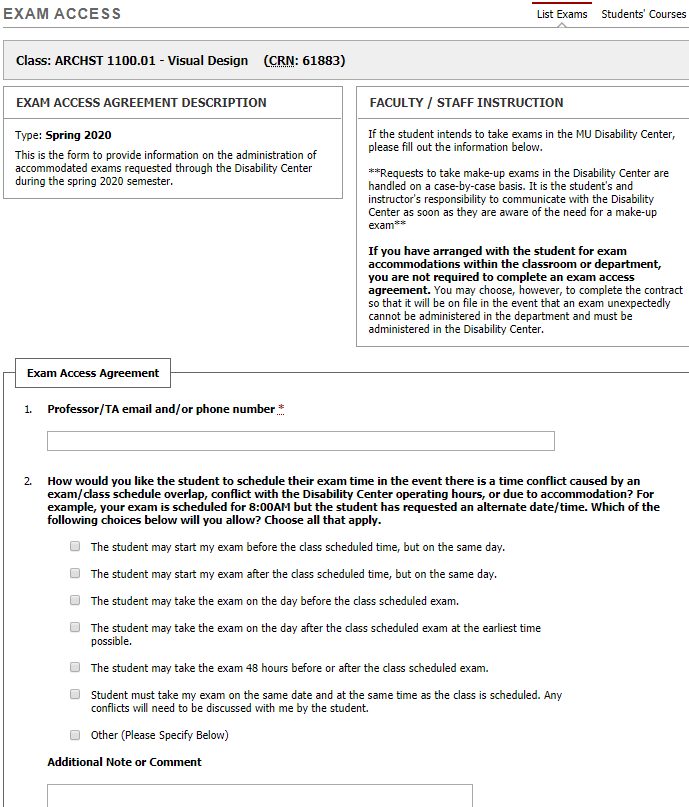 EXAM ACCESS
List Exams Students' Courses
Class: ARCHST 1100.01 - Visual Design (CRN: 61883)
EXAM ACCESS AGREEMENT DESCRIPTION
Type: Spring 2020
This is the form to provide information on the administration of
accommodated exams requested through the Disability Center
during the spring 2020 semester.
FACULTY / STAFF INSTRUCTION
If the student intends to take exams in the MU Disability Center,
please fill out the information below.
**Requests to take make-up exams in the Disability Center are
handled on a case-by-case basis. It is the student's and
instructor's responsibility to communicate with the Disability
Center as soon as they are aware of the need for a make-up
exam**
If you have arranged with the student for exam
accommodations within the classroom or department,
you are not required to complete an exam access
agreement. You may choose, however, to complete the contract
so that it will be on file in the event that an exam unexpectedly
cannot be administered in the department and must be
administered in the Disability Center.
Exam Access Agreement
1. Professor/TA email and/or phone number *
2. How would you like the student to schedule their exam time in the event there is a time conflict caused by an
exam/class schedule overlap, conflict with the Disability Center operating hours, or due to accommodation? For
example, your exam is scheduled for 8:00AM but the student has requested an alternate date/time. Which of the
following choices below will you allow? Choose all that apply.
The student may start my exam before the class scheduled time, but on the same day.
The student may start my exam after the class scheduled time, but on the same day.
The student may take the exam on the day before the class scheduled exam.
The student may take the exam on the day after the class scheduled exam at the earliest time
possible.
The student may take the exam 48 hours before or after the class scheduled exam.
Student must take my exam on the same date and at the same time as the class is scheduled. Any
conflicts will need to be discussed with me by the student.
Other (Please Specify Below)
Additional Note or Comment